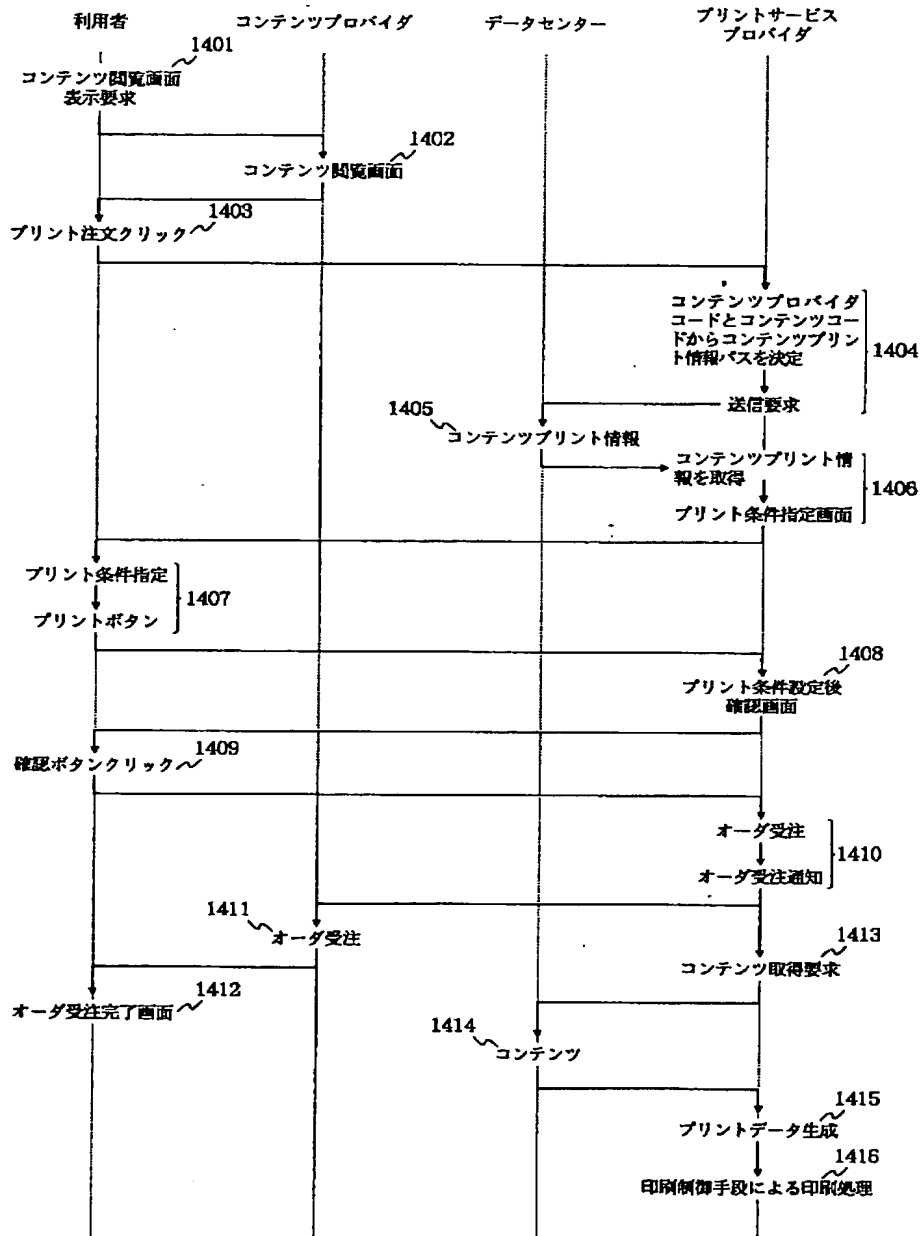 利用者
コンテンツプロバイダ
データセンター
プリントサービス
プロバイダ
1401
コンテンツ閲覧画面
表示要求
1402
コンテンツ閲覧画面
1403
プリント注文クリック
コンテンツプロバイダ
コードとコンテンツコー
ドからコンテンツプリン
ト情報パスを決定
1404
送信要求
1405
コンテンツプリント情報
コンテンツプリント情
報を取得
1406
プリント条件指定画面
プリント条件指定
1407
プリントボタン
1408
プリント条件設定後
確認画面
1409
確認ボタンクリック
オーダ受注
1410
オーダ受注通知
1411
オーダ受注
1413
コンテンツ取得要求
1412
オーダ受注完了画面
1414
コンテンツ
1415
プリントデータ生成
1416
印刷制御手段による印刷処理